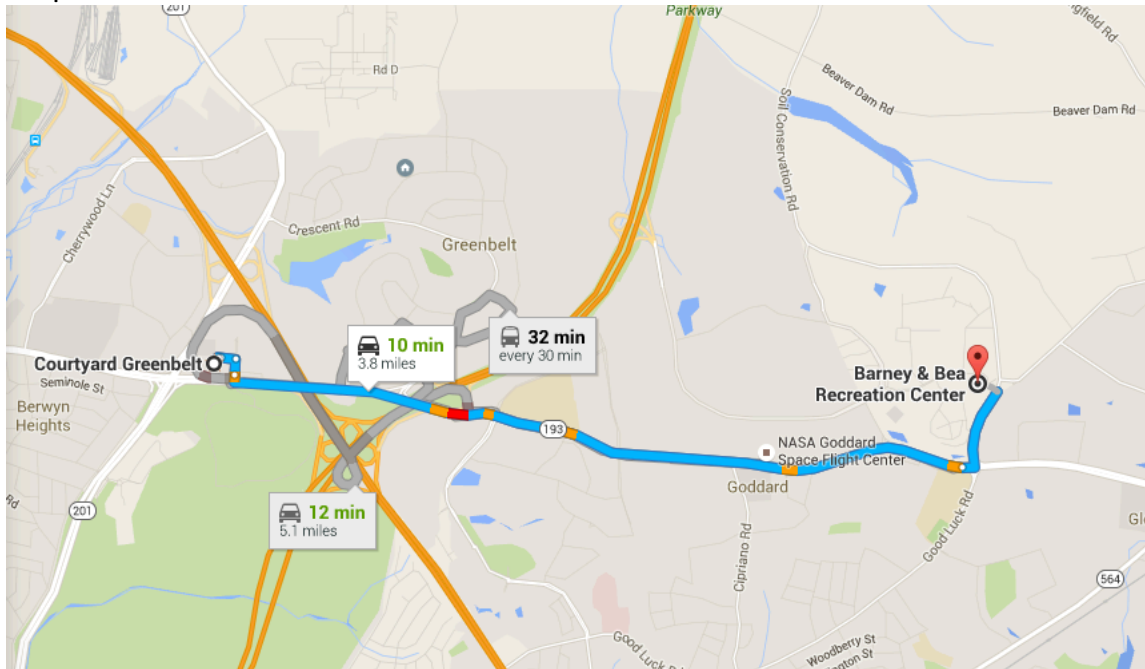 201
Parkway
Rd D
Beaver Dam Rd
Beaver Dam Rd
Soil Conservation Rd
Cherrywood Ln
Crescent Rd
Greenbelt
10 min
3.8 miles
32 min
every 30 min
Courtyard Greenbelt
Seminole St
Berwyn
Heights
Barney & Bea
Recreation Center
193
NASA Goddard
Space Flight Center
Goddard
12 min
5.1 miles
201
Good Luck Rd
Cipriano Rd
564
Good Luck Rd
Woodberry St